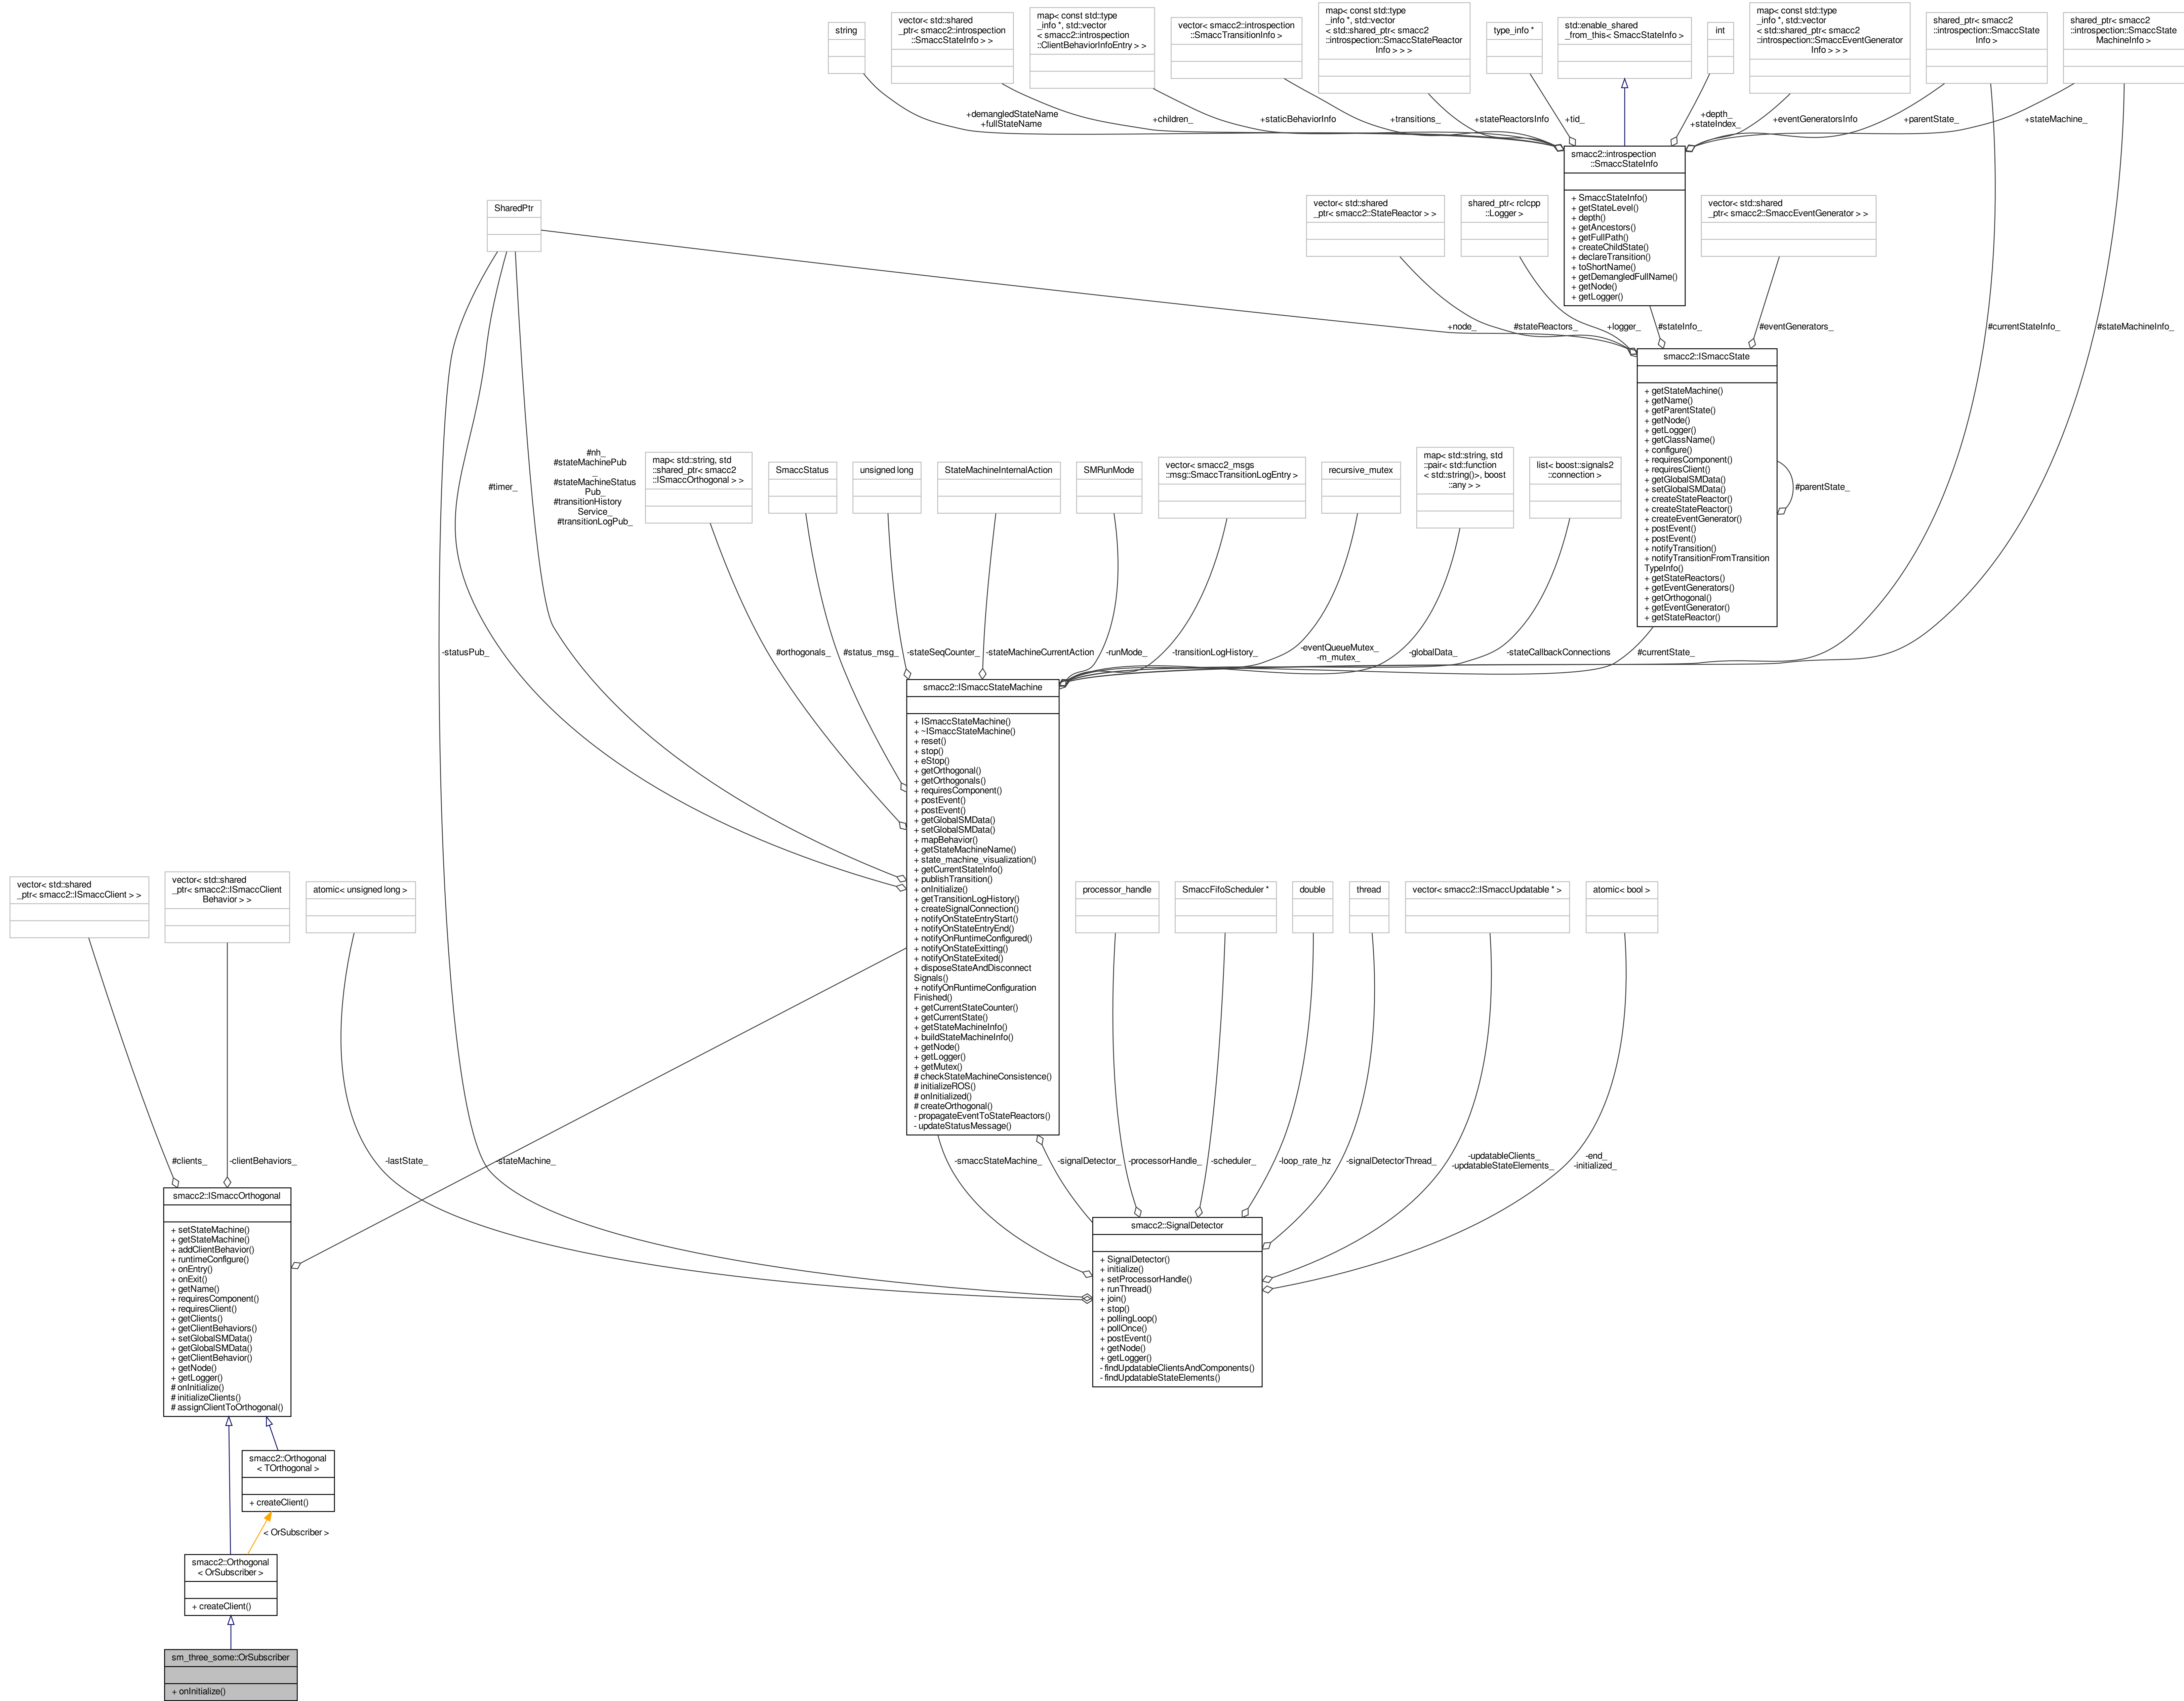 string
vector< std::shared
_ptr< smacc2::introspection
::SmaccStateInfo > >
map< const std::type
_info *, std::vector
< smacc2::introspection
::ClientBehaviorInfoEntry > >
vector< smacc2::introspection
::SmaccTransitionInfo >
map< const std::type
_info *, std::vector
< std::shared_ptr< smacc2
::introspection::SmaccStateReactor
Info > > >
type_info *
std::enable_shared
_from_this< SmaccStateInfo >
int
map< const std::type
_info *, std::vector
< std::shared_ptr< smacc2
::introspection::SmaccEventGenerator
Info > > >
shared_ptr< smacc2
::introspection::SmaccState
Info >
shared_ptr< smacc2
::introspection::SmaccState
MachineInfo >
+demangledStateName
+fullStateName
+children_
+staticBehaviorInfo
+transitions_
+stateReactorsInfo
+tid_
+depth_
+stateIndex_
+eventGeneratorsInfo
+parentState_
+stateMachine_
smacc2::introspection
::SmaccStateInfo
+ SmaccStateInfo()
+ getStateLevel()
+ depth()
+ getAncestors()
+ getFullPath()
+ createChildState()
+ declareTransition()
+ toShortName()
+ getDemangledFullName()
+ getNode()
+ getLogger()
SharedPtr
vector< std::shared
_ptr< smacc2::StateReactor > >
shared_ptr< rclcpp
::Logger >
vector< std::shared
_ptr< smacc2::SmaccEventGenerator > >
+node_
#stateReactors_
+logger_
#stateInfo_
#eventGenerators_
#currentStateInfo_
#stateMachineInfo_
smacc2::ISmaccState
+ getStateMachine()
+ getName()
+ getParentState()
+ getNode()
+ getLogger()
+ getClassName()
+ configure()
+ requiresComponent()
+ requiresClient()
+ getGlobalSMData()
+ setGlobalSMData()
+ createStateReactor()
+ createStateReactor()
+ createEventGenerator()
+ postEvent()
+ postEvent()
+ notifyTransition()
+ notifyTransitionFromTransition
TypeInfo()
+ getStateReactors()
+ getEventGenerators()
+ getOrthogonal()
+ getEventGenerator()
+ getStateReactor()
#parentState_
#timer_
#nh_
#stateMachinePub
_
#stateMachineStatus
Pub_
#transitionHistory
Service_
#transitionLogPub_
map< std::string, std
::shared_ptr< smacc2
::ISmaccOrthogonal > >
SmaccStatus
unsigned long
StateMachineInternalAction
SMRunMode
vector< smacc2_msgs
::msg::SmaccTransitionLogEntry >
recursive_mutex
map< std::string, std
::pair< std::function
< std::string()>, boost
::any > >
list< boost::signals2
::connection >
-statusPub_
#orthogonals_
#status_msg_
-stateSeqCounter_
-stateMachineCurrentAction
-runMode_
-transitionLogHistory_
-eventQueueMutex_
-m_mutex_
-globalData_
-stateCallbackConnections
#currentState_
smacc2::ISmaccStateMachine
+ ISmaccStateMachine()
+ ~ISmaccStateMachine()
+ reset()
+ stop()
+ eStop()
+ getOrthogonal()
+ getOrthogonals()
+ requiresComponent()
+ postEvent()
+ postEvent()
+ getGlobalSMData()
+ setGlobalSMData()
+ mapBehavior()
+ getStateMachineName()
+ state_machine_visualization()
+ getCurrentStateInfo()
+ publishTransition()
+ onInitialize()
+ getTransitionLogHistory()
+ createSignalConnection()
+ notifyOnStateEntryStart()
+ notifyOnStateEntryEnd()
+ notifyOnRuntimeConfigured()
+ notifyOnStateExitting()
+ notifyOnStateExited()
+ disposeStateAndDisconnect
Signals()
+ notifyOnRuntimeConfiguration
Finished()
+ getCurrentStateCounter()
+ getCurrentState()
+ getStateMachineInfo()
+ buildStateMachineInfo()
+ getNode()
+ getLogger()
+ getMutex()
# checkStateMachineConsistence()
# initializeROS()
# onInitialized()
# createOrthogonal()
- propagateEventToStateReactors()
- updateStatusMessage()
vector< std::shared
_ptr< smacc2::ISmaccClient > >
vector< std::shared
_ptr< smacc2::ISmaccClient
Behavior > >
atomic< unsigned long >
processor_handle
SmaccFifoScheduler *
double
thread
vector< smacc2::ISmaccUpdatable * >
atomic< bool >
#clients_
-clientBehaviors_
-lastState_
-stateMachine_
-smaccStateMachine_
-signalDetector_
-processorHandle_
-scheduler_
-loop_rate_hz
-signalDetectorThread_
-updatableClients_
-updatableStateElements_
-end_
-initialized_
smacc2::ISmaccOrthogonal
+ setStateMachine()
+ getStateMachine()
+ addClientBehavior()
+ runtimeConfigure()
+ onEntry()
+ onExit()
+ getName()
+ requiresComponent()
+ requiresClient()
+ getClients()
+ getClientBehaviors()
+ setGlobalSMData()
+ getGlobalSMData()
+ getClientBehavior()
+ getNode()
+ getLogger()
# onInitialize()
# initializeClients()
# assignClientToOrthogonal()
smacc2::SignalDetector
+ SignalDetector()
+ initialize()
+ setProcessorHandle()
+ runThread()
+ join()
+ stop()
+ pollingLoop()
+ pollOnce()
+ postEvent()
+ getNode()
+ getLogger()
- findUpdatableClientsAndComponents()
- findUpdatableStateElements()
smacc2::Orthogonal
< TOrthogonal >
+ createClient()
< OrSubscriber >
smacc2::Orthogonal
< OrSubscriber >
+ createClient()
sm_three_some::OrSubscriber
+ onInitialize()